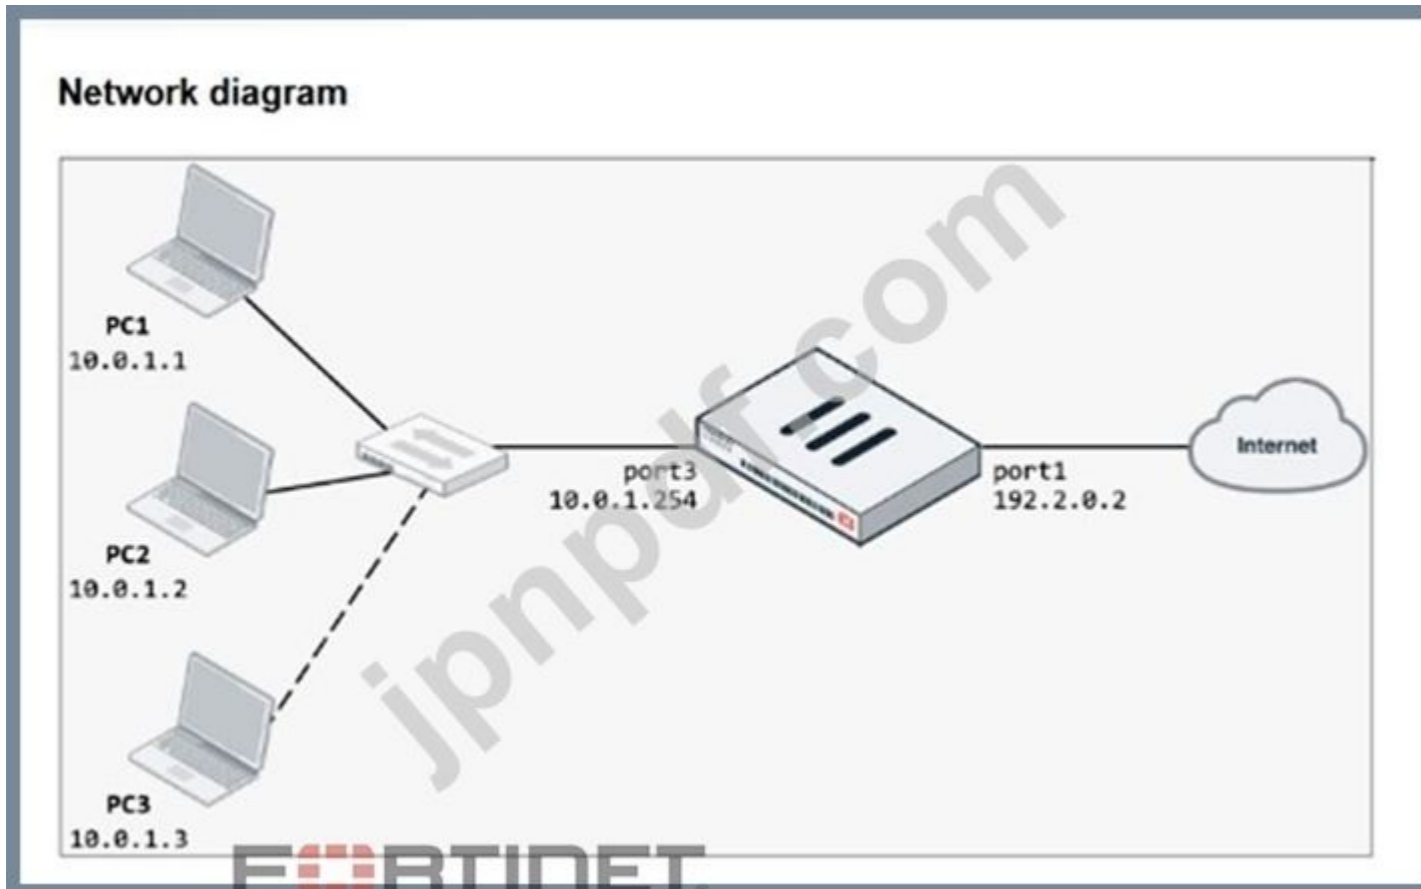 Network diagram
PC1
10.0.1.1
PC2
10.0.1.2
PC3
10.0.1.3
port3
10.0.1.254
port1
192.2.0.2
Internet
jpnpdf.com
FORTINET